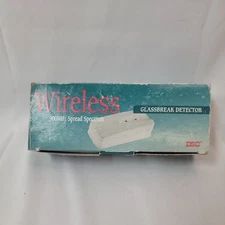 Wireless
900MHz Spread Spectrum
GLASSBREAK DETECTOR
DSC